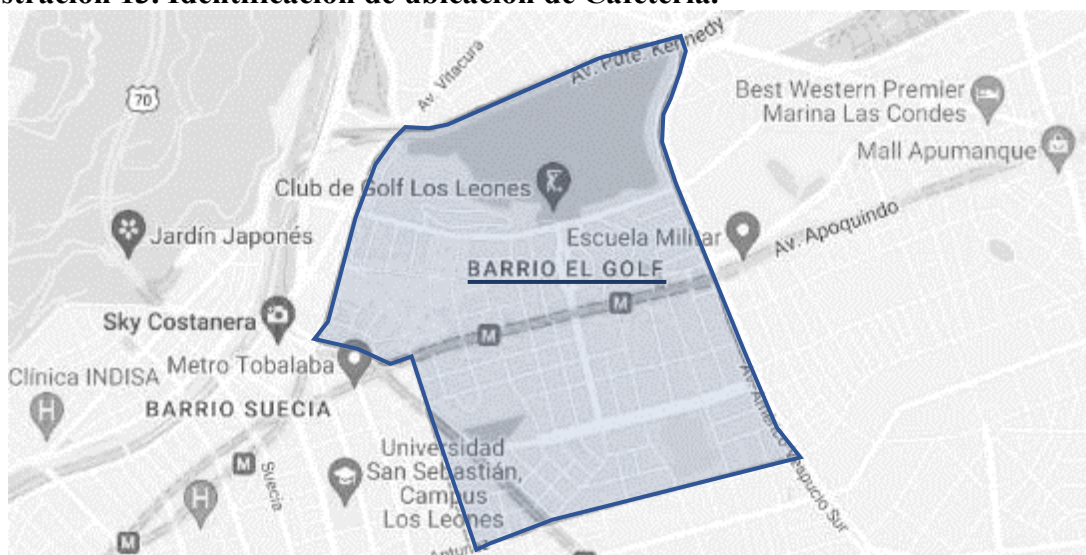 Identificación de ubicación de Cafetería.
Av. Vitacura
Av. Pdte. Kennedy
70
Best Western Premier
Marina Las Condes
Mall Apumanque
Club de Golf Los Leones
Jardín Japonés
Escuela Militar
Av. Apoquindo
BARRIO EL GOLF
M
Sky Costanera
M
Metro Tobalaba
Clínica INDISA
H
BARRIO SUECIA
Av. Américo Vespucio Sur
Universidad
San Sebastián,
Campus
Los Leones
M
Suecia
H
M